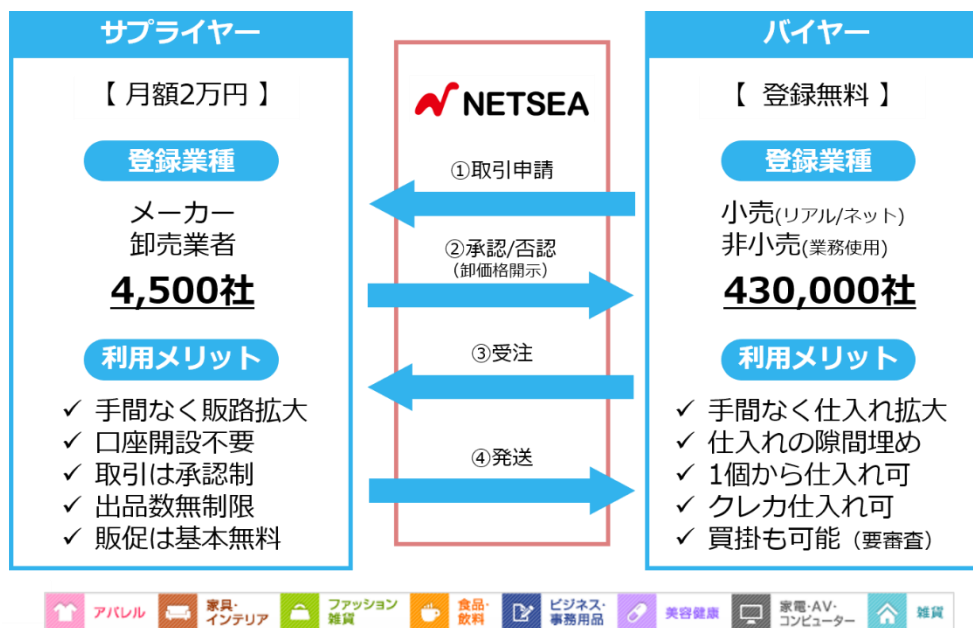 サプライヤー
【 月額2万円 】
登録業種
メーカー
卸売業者
4,500社
利用メリット
✓ 手間なく販路拡大
✓ 口座開設不要
✓ 取引は承認制
✓ 出品数無制限
✓ 販促は基本無料
NETSEA
①取引申請
②承認/否認
(卸価格開示)
③受注
④発送
バイヤー
【 登録無料 】
登録業種
小売(リアル/ネット)
非小売(業務使用)
430,000社
利用メリット
✓ 手間なく仕入れ拡大
✓ 仕入れの隙間埋め
✓ 1個から仕入れ可
✓ クレカ仕入れ可
✓ 買掛も可能（要審査）
アパレル
家具・
インテリア
ファッション
雑貨
食品・
飲料
ビジネス・
事務用品
美容健康
家電・AV・
コンピューター
雑貨